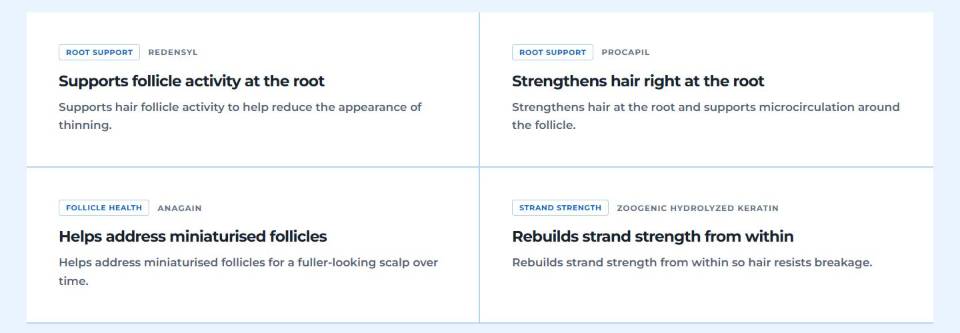 ROOT SUPPORT REDENSYL
Supports follicle activity at the root
Supports hair follicle activity to help reduce the appearance of
thinning.
ROOT SUPPORT PROCAPIL
Strengthens hair right at the root
Strengthens hair at the root and supports microcirculation around
the follicle.
FOLLICLE HEALTH ANAGAIN
Helps address miniaturised follicles
Helps address miniaturised follicles for a fuller-looking scalp over
time.
STRAND STRENGTH ZOOGENIC HYDROLYZED KERATIN
Rebuilds strand strength from within
Rebuilds strand strength from within so hair resists breakage.